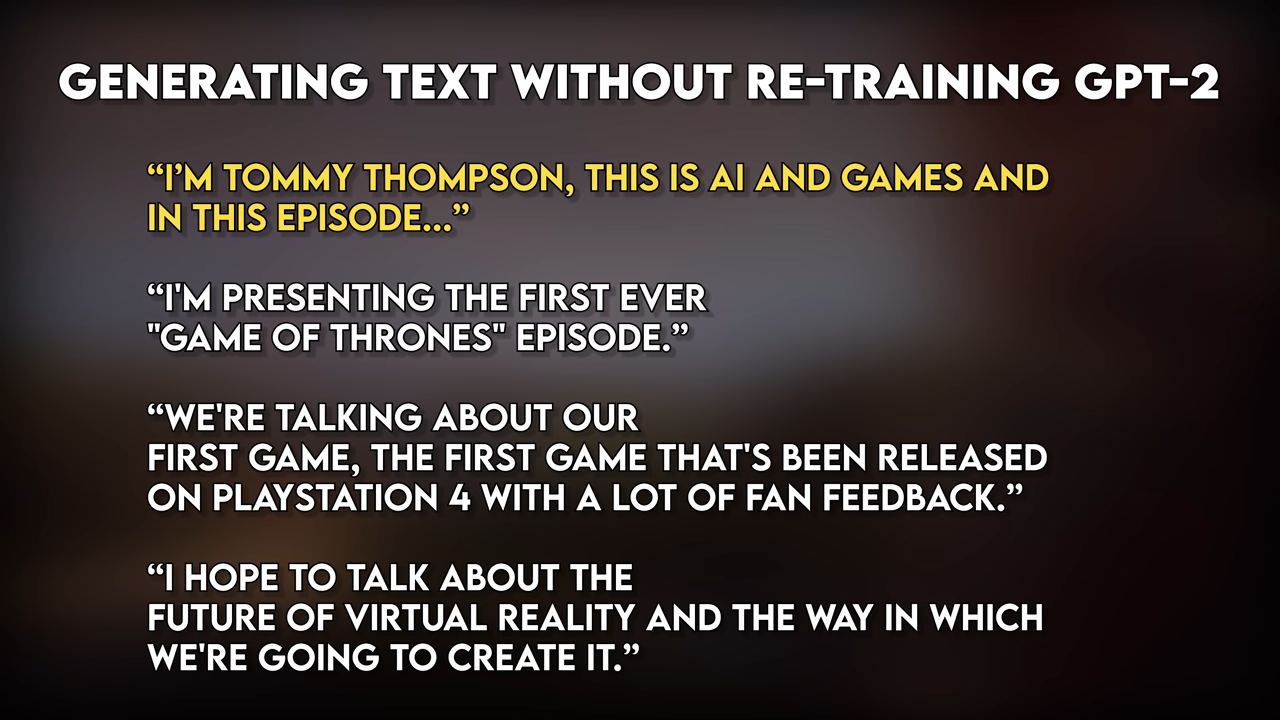 GENERATING TEXT WITHOUT RE-TRAINING GPT-2
“I’M TOMMY THOMPSON, THIS IS AI AND GAMES AND
IN THIS EPISODE...”
“I'M PRESENTING THE FIRST EVER
"GAME OF THRONES" EPISODE.”
“WE'RE TALKING ABOUT OUR
FIRST GAME, THE FIRST GAME THAT'S BEEN RELEASED
ON PLAYSTATION 4 WITH A LOT OF FAN FEEDBACK.”
“I HOPE TO TALK ABOUT THE
FUTURE OF VIRTUAL REALITY AND THE WAY IN WHICH
WE'RE GOING TO CREATE IT.”